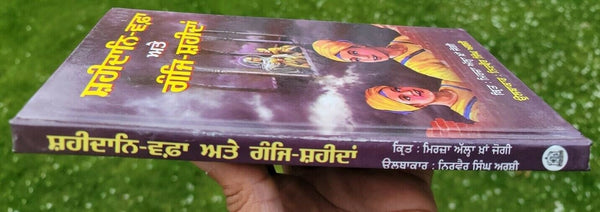 ਸ਼ਹੀਦਾਨਿ-ਵਫ਼ਾ
ਅਤੇ
ਗੰਜਿ-ਸ਼ਹੀਦਾਂ
ਸ਼ਹੀਦਾਨਿ-ਵਫ਼ਾ ਅਤੇ ਗੰਜਿ-ਸ਼ਹੀਦਾਂ
ਕ੍ਰਿਤ : ਮਿਰਜ਼ਾ ਅੱਲ੍ਹਾ ਖ਼ਾਂ ਜੋਗੀ
ਉਲਥਾਕਾਰ : ਨਿਰਵੈਰ ਸਿੰਘ ਅਰਸ਼ੀ